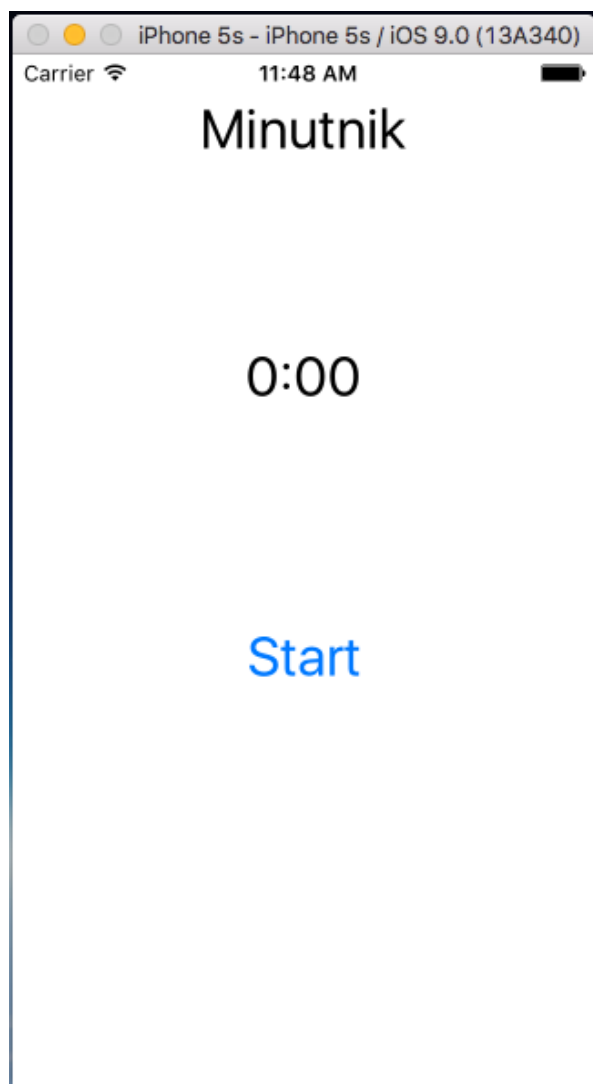 iPhone 5s - iPhone 5s / iOS 9.0 (13A340)
Carrier 11:48 AM
Minutnik
0:00
Start